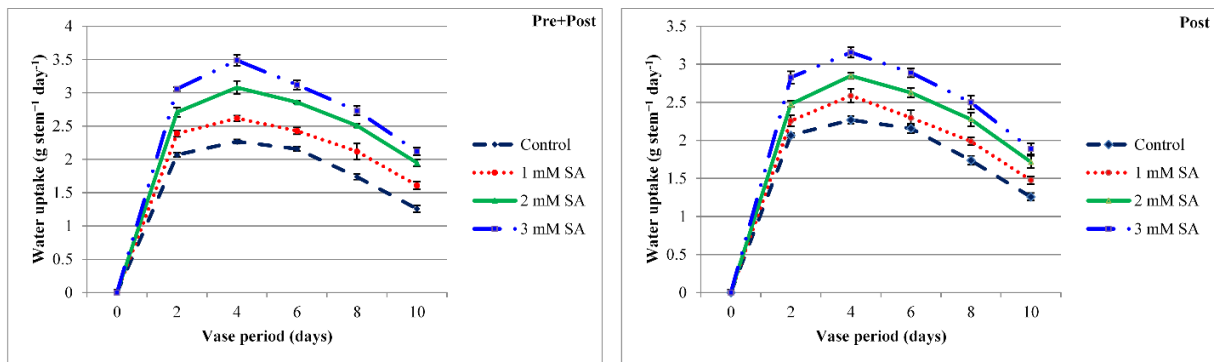 Pre+Post
Water uptake (g stem⁻¹ day⁻¹)
4
3.5
3
2.5
2
1.5
1
0.5
0
0 2 4 6 8 10
Vase period (days)
Control
1 mM SA
2 mM SA
3 mM SA
Post
Water uptake (g stem⁻¹ day⁻¹)
3.5
3
2.5
2
1.5
1
0.5
0
0 2 4 6 8 10
Vase period (days)
Control
1 mM SA
2 mM SA
3 mM SA